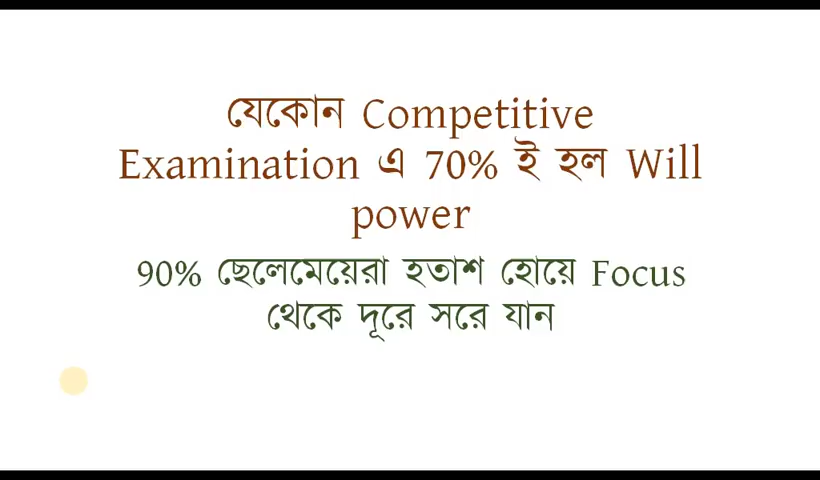 যেকোন Competitive
Examination এ 70% ই হল Will
power
90% ছেলেমেয়েরা হতাশ হোয়ে Focus
থেকে দূরে সরে যান